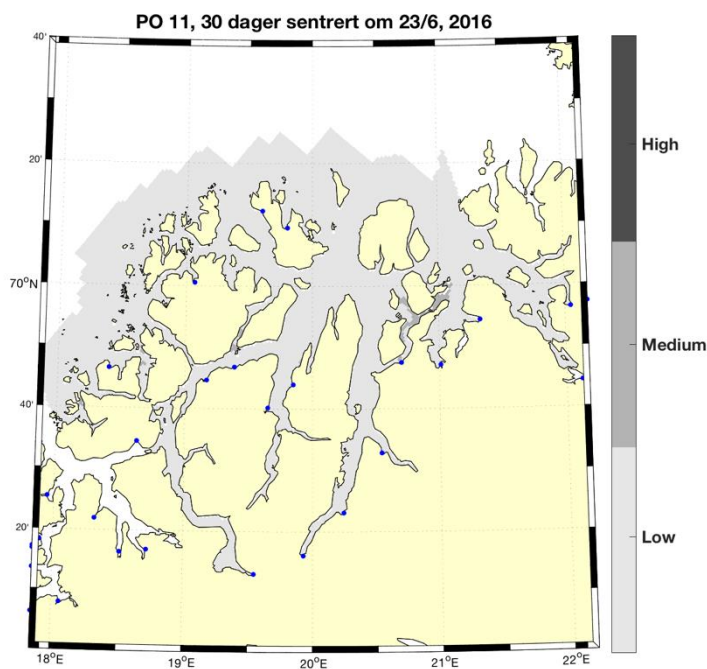 PO 11, 30 dager sentrert om 23/6, 2016
40'
20'
70°N
40'
20'
18°E
19°E
20°E
21°E
22°E
High
Medium
Low